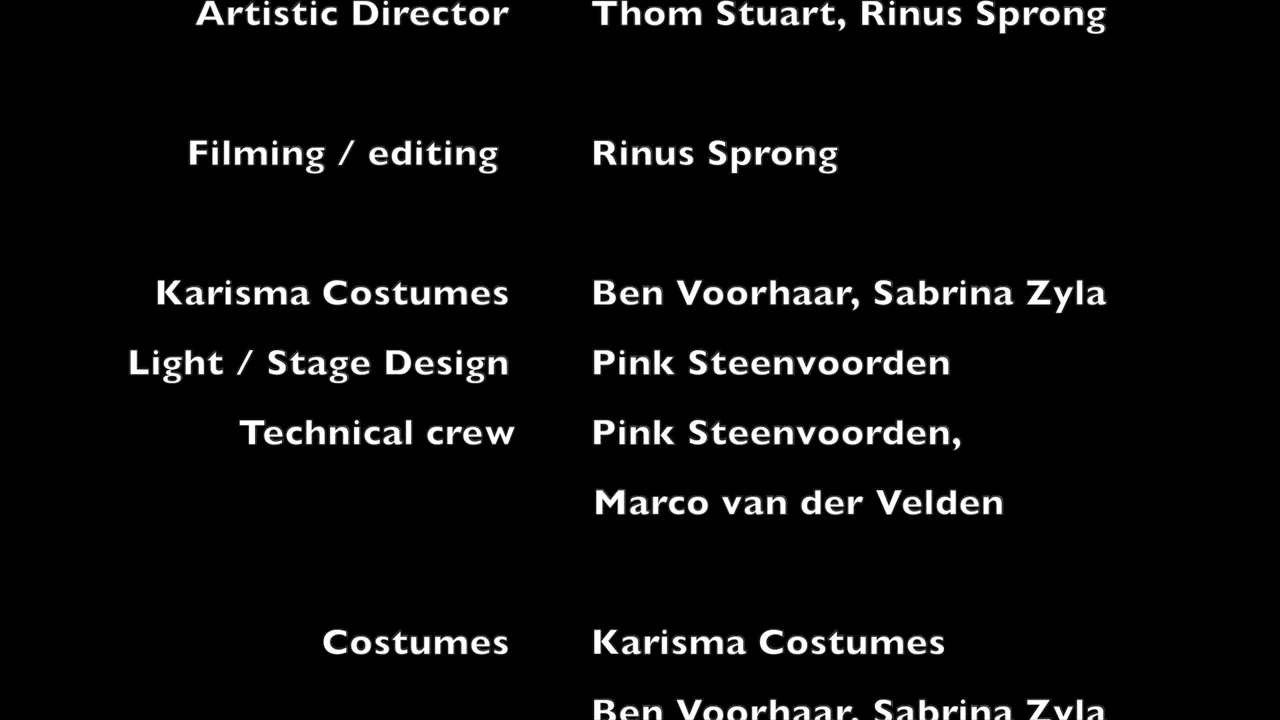 Artistic Director Thom Stuart, Rinus Sprong
Filming / editing Rinus Sprong
Karisma Costumes Ben Voorhaar, Sabrina Zyla
Light / Stage Design Pink Steenvoorden
Technical crew Pink Steenvoorden,
Marco van der Velden
Costumes Karisma Costumes
Ben Voorhaar, Sabrina Zyla